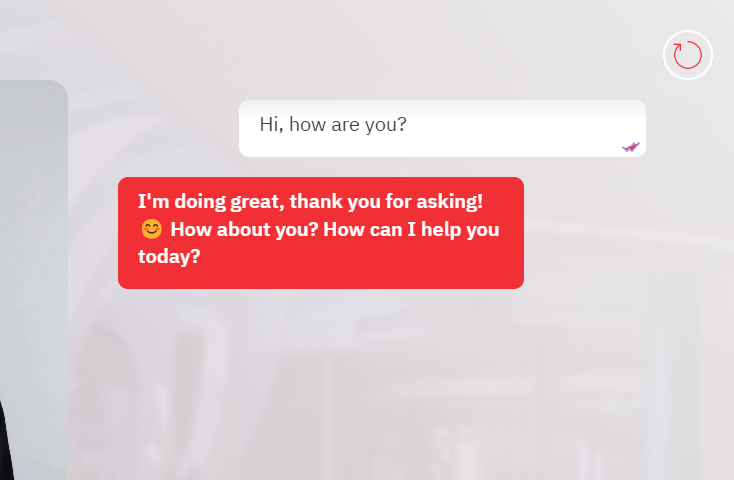 Hi, how are you?
I'm doing great, thank you for asking!
😊 How about you? How can I help you
today?